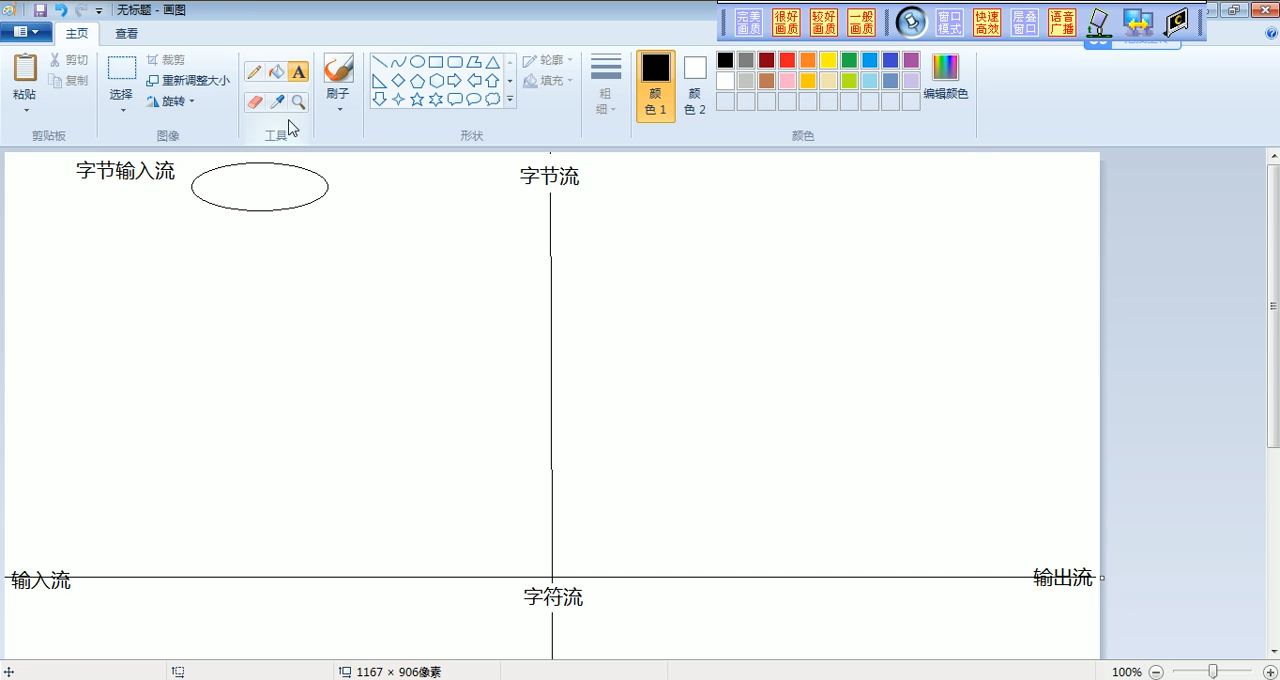 无标题 - 画图
完美画质
很好画质
较好画质
一般画质
窗口模式
快速高效
层叠窗口
语音广播
主页
查看
粘贴
剪切
复制
剪贴板
选择
裁剪
重新调整大小
旋转
图像
A
工具
刷子
轮廓
填充
形状
粗细
颜色 1
颜色 2
编辑颜色
颜色
字节输入流
字节流
输入流
输出流
字符流
1167 × 906像素
100%